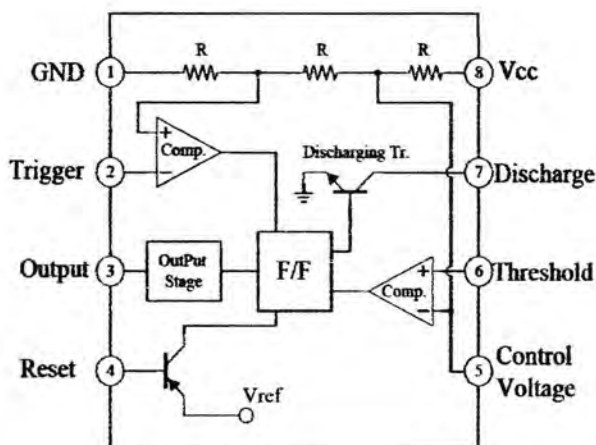 R R R
GND 1 8 Vcc
+
Comp.
−
Trigger 2
Discharging Tr.
7 Discharge
Output 3 OutPut
Stage
F/F
+
Comp.
−
6 Threshold
Reset 4
Vref
5 Control
Voltage